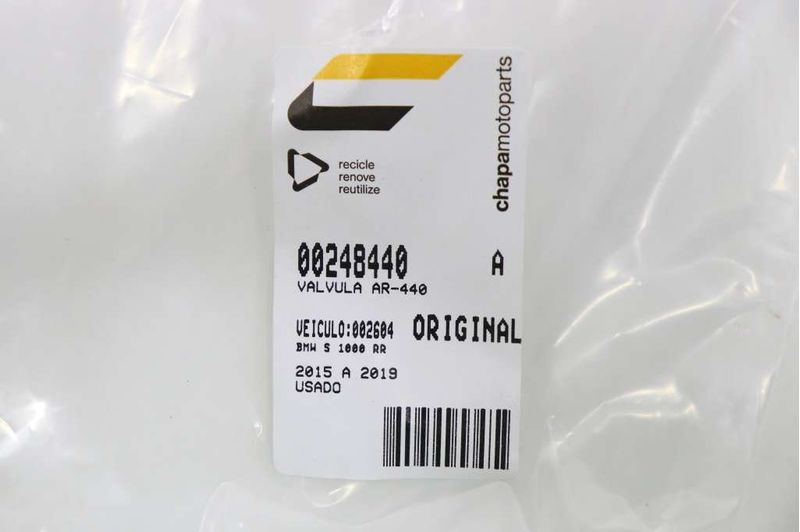 recicle
renove
reutilize
chapamotoparts
00248440 A
VALVULA AR-440
VEICULO:002604 ORIGINAL
BMW S 1000 RR
2015 A 2019
USADO